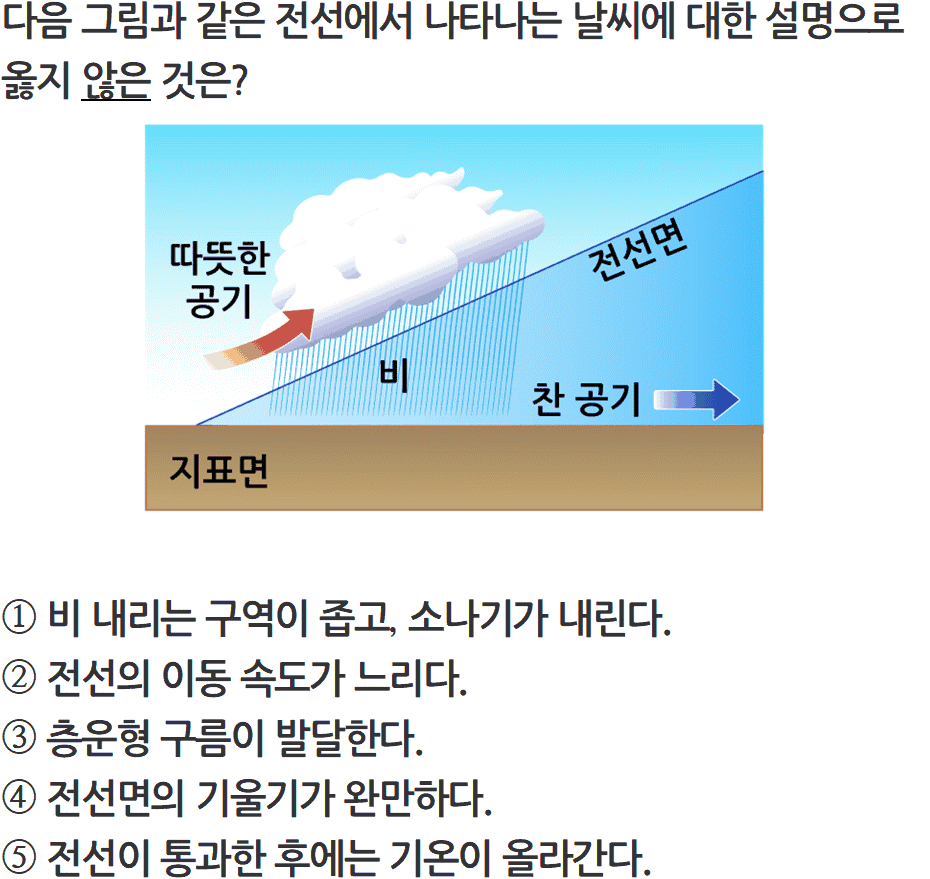 다음 그림과 같은 전선에서 나타나는 날씨에 대한 설명으로
옳지 않은 것은?
따뜻한
공기
전선면
비
찬 공기
지표면
① 비 내리는 구역이 좁고, 소나기가 내린다.
② 전선의 이동 속도가 느리다.
③ 층운형 구름이 발달한다.
④ 전선면의 기울기가 완만하다.
⑤ 전선이 통과한 후에는 기온이 올라간다.